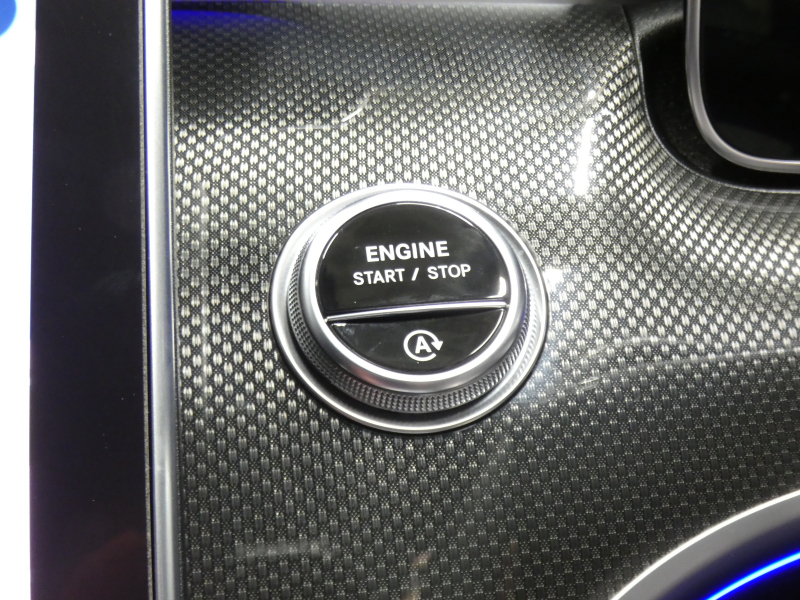 ENGINE
START / STOP
A